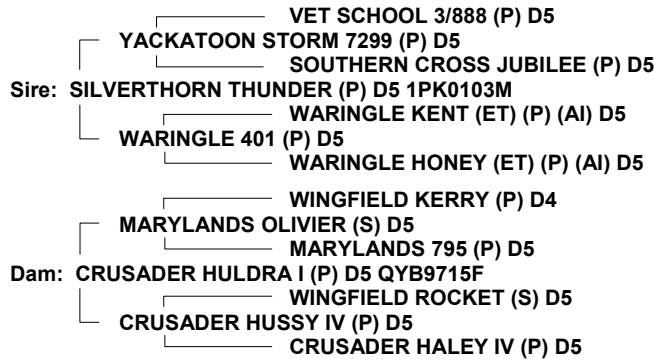 VET SCHOOL 3/888 (P) D5
YACKATOON STORM 7299 (P) D5
SOUTHERN CROSS JUBILEE (P) D5
Sire: SILVERTHORN THUNDER (P) D5 1PK0103M
WARINGLE KENT (ET) (P) (AI) D5
WARINGLE 401 (P) D5
WARINGLE HONEY (ET) (P) (AI) D5
WINGFIELD KERRY (P) D4
MARYLANDS OLIVIER (S) D5
MARYLANDS 795 (P) D5
Dam: CRUSADER HULDRA I (P) D5 QYB9715F
WINGFIELD ROCKET (S) D5
CRUSADER HUSSY IV (P) D5
CRUSADER HALEY IV (P) D5